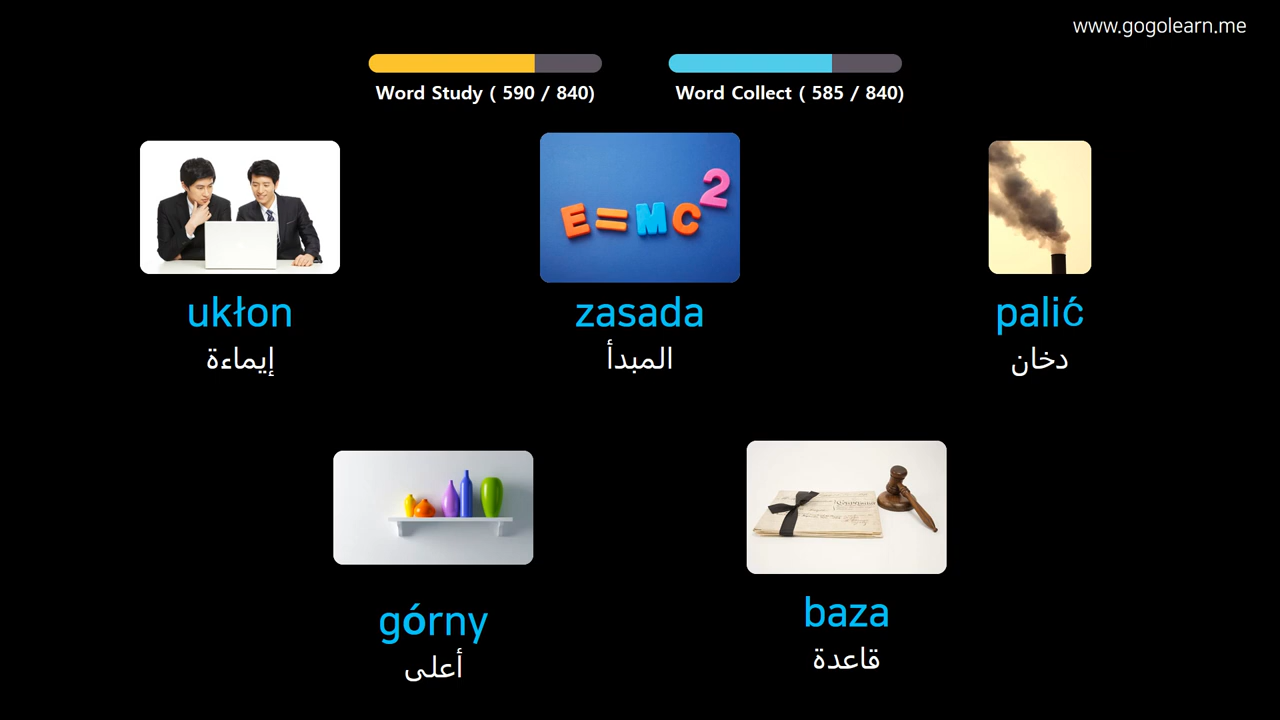 www.gogolearn.me
Word Study ( 590 / 840)
Word Collect ( 585 / 840)
E=MC2
ukłon
إيماءة
zasada
المبدأ
palić
دخان
górny
أعلى
baza
قاعدة